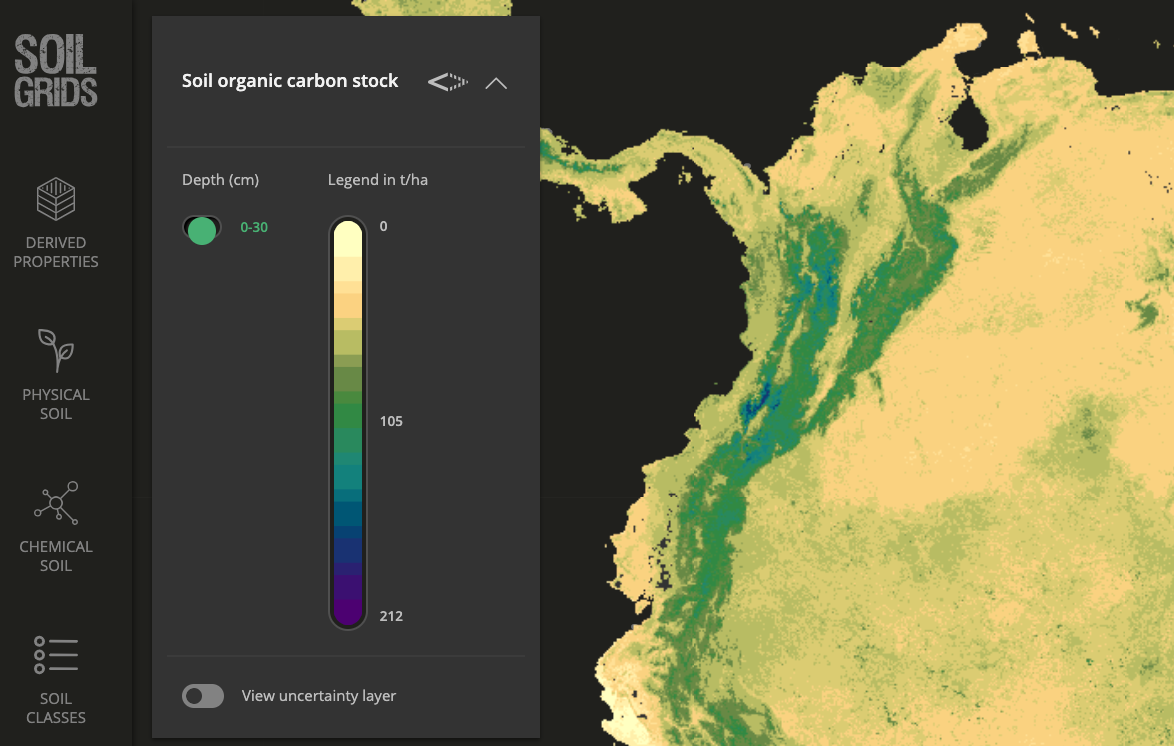 SOIL
GRIDS
DERIVED
PROPERTIES
PHYSICAL
SOIL
CHEMICAL
SOIL
SOIL
CLASSES
Soil organic carbon stock
Depth (cm)
Legend in t/ha
0-30
0
105
212
View uncertainty layer